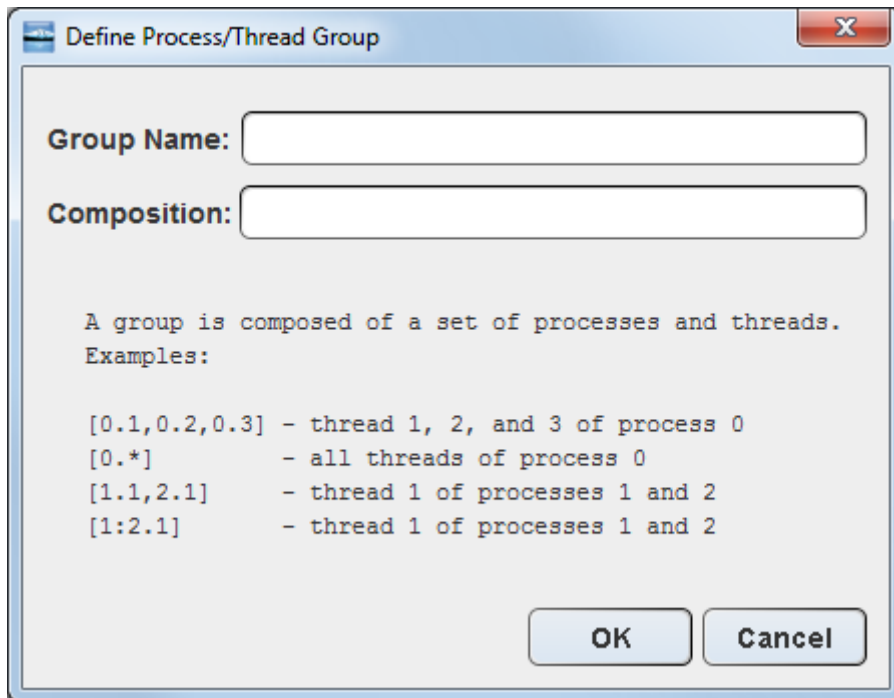 Define Process/Thread Group
Group Name:
Composition:
A group is composed of a set of processes and threads.
Examples:
[0.1,0.2,0.3] - thread 1, 2, and 3 of process 0
[0.*] - all threads of process 0
[1.1,2.1] - thread 1 of processes 1 and 2
[1:2.1] - thread 1 of processes 1 and 2
OK Cancel